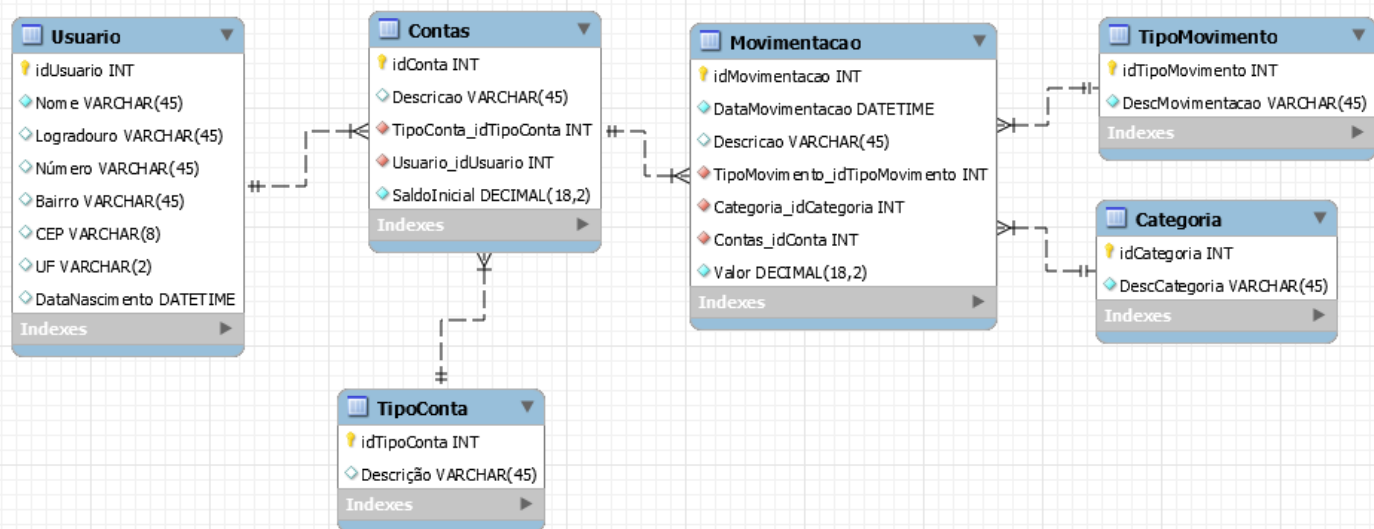 Usuario
idUsuario INT
Nome VARCHAR(45)
Logradouro VARCHAR(45)
Número VARCHAR(45)
Bairro VARCHAR(45)
CEP VARCHAR(8)
UF VARCHAR(2)
DataNascimento DATETIME
Indexes
Contas
idConta INT
Descricao VARCHAR(45)
TipoConta_idTipoConta INT
Usuario_idUsuario INT
SaldoInicial DECIMAL(18,2)
Indexes
Movimentacao
idMovimentacao INT
DataMovimentacao DATETIME
Descricao VARCHAR(45)
TipoMovimento_idTipoMovimento INT
Categoria_idCategoria INT
Contas_idConta INT
Valor DECIMAL(18,2)
Indexes
TipoMovimento
idTipoMovimento INT
DescMovimentacao VARCHAR(45)
Indexes
Categoria
idCategoria INT
DescCategoria VARCHAR(45)
Indexes
TipoConta
idTipoConta INT
Descrição VARCHAR(45)
Indexes